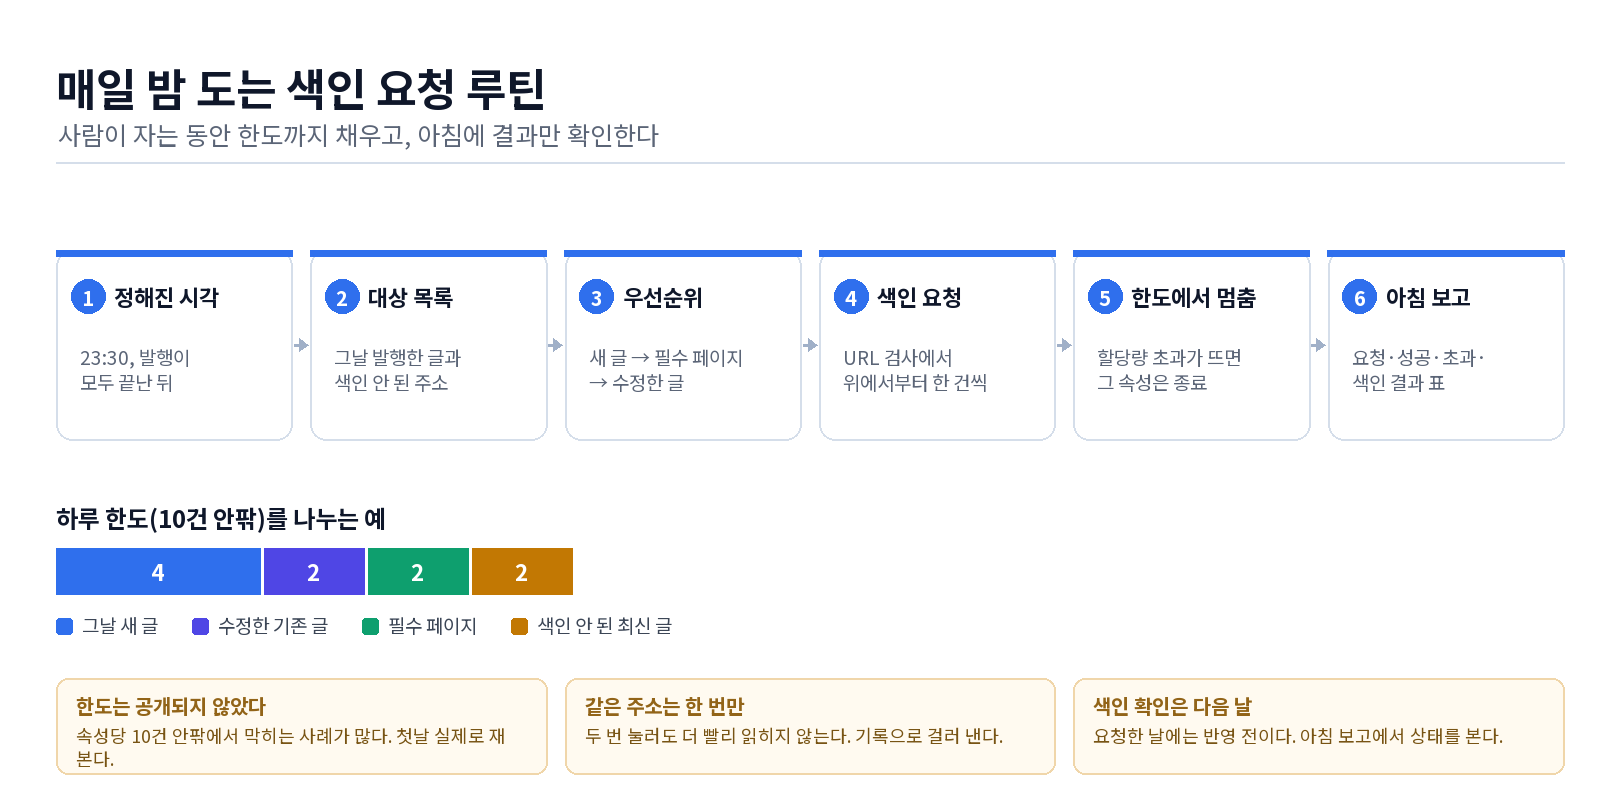 매일 밤 도는 색인 요청 루틴
사람이 자는 동안 한도까지 채우고, 아침에 결과만 확인한다
1 정해진 시각
23:30, 발행이
모두 끝난 뒤
2 대상 목록
그날 발행한 글과
색인 안 된 주소
3 우선순위
새 글 → 필수 페이지
→ 수정한 글
4 색인 요청
URL 검사에서
위에서부터 한 건씩
5 한도에서 멈춤
할당량 초과가 뜨면
그 속성은 종료
6 아침 보고
요청·성공·초과·
색인 결과 표
하루 한도(10건 안팎)를 나누는 예
4 2 2 2
그날 새 글 수정한 기존 글 필수 페이지 색인 안 된 최신 글
한도는 공개되지 않았다
속성당 10건 안팎에서 막히는 사례가 많다. 첫날 실제로 재
본다.
같은 주소는 한 번만
두 번 눌러도 더 빨리 읽히지 않는다. 기록으로 걸러 낸다.
색인 확인은 다음 날
요청한 날에는 반영 전이다. 아침 보고에서 상태를 본다.